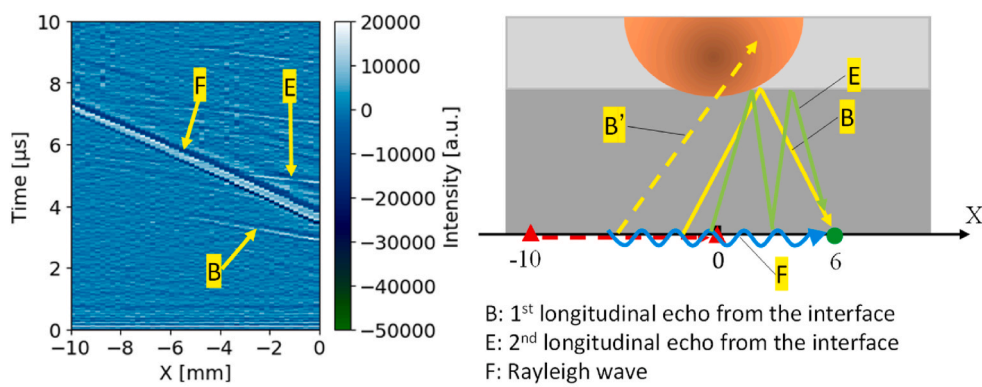 10
8
6
4
2
0
Time [µs]
−10 −8 −6 −4 −2 0
X [mm]
F
E
B
20000
10000
0
−10000
−20000
−30000
−40000
−50000
Intensity [a.u.]
E
B
B’
X
-10 0 6
F
B: 1st longitudinal echo from the interface
E: 2nd longitudinal echo from the interface
F: Rayleigh wave